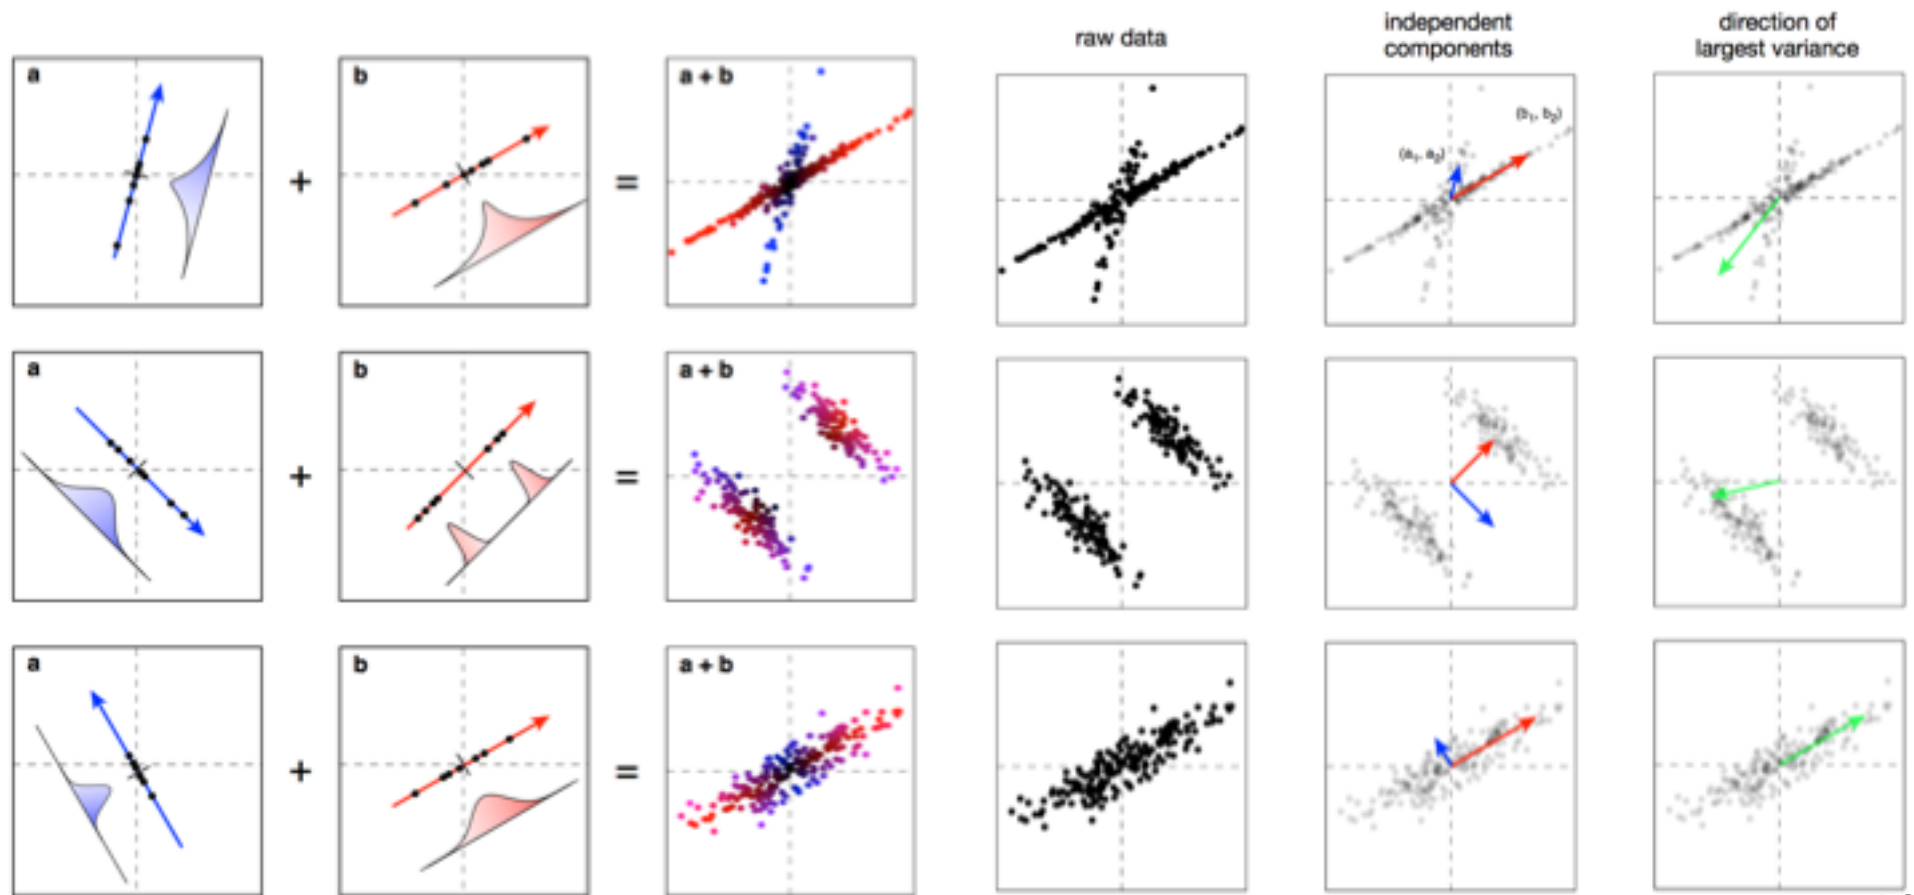 raw data
independent
components
direction of
largest variance
a
+
b
=
a + b
(a₁, a₂)
(b₁, b₂)
a
+
b
=
a + b
a
+
b
=
a + b